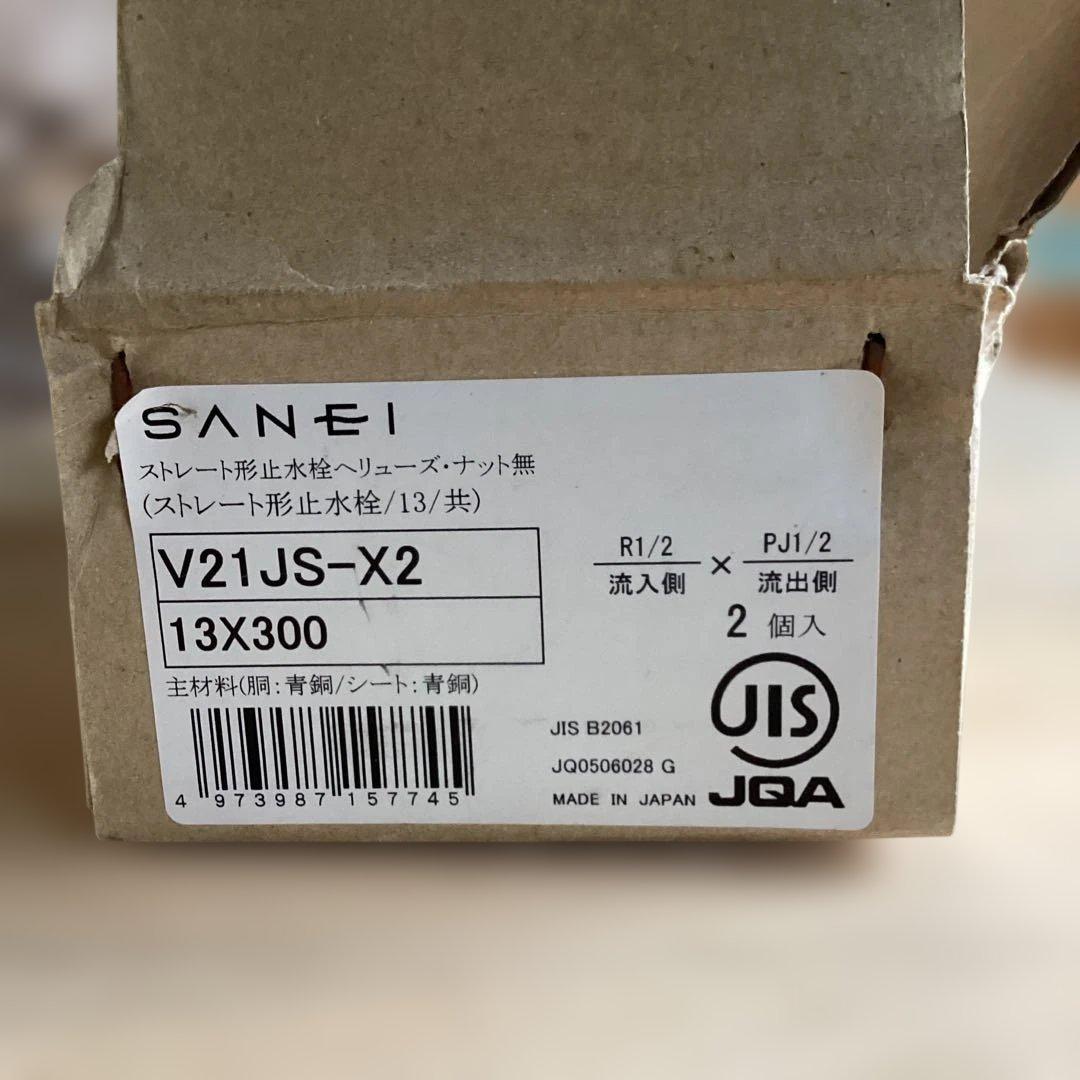 SANEI
ストレート形止水栓ヘリューズ・ナット無
(ストレート形止水栓/13/共)
V21JS-X2
13X300
R1/2 × PJ1/2
流入側 流出側
2 個入
主材料(胴:青銅/シート:青銅)
4 973987 157745
JIS B2061
JQ0506028 G
MADE IN JAPAN
JIS
JQA